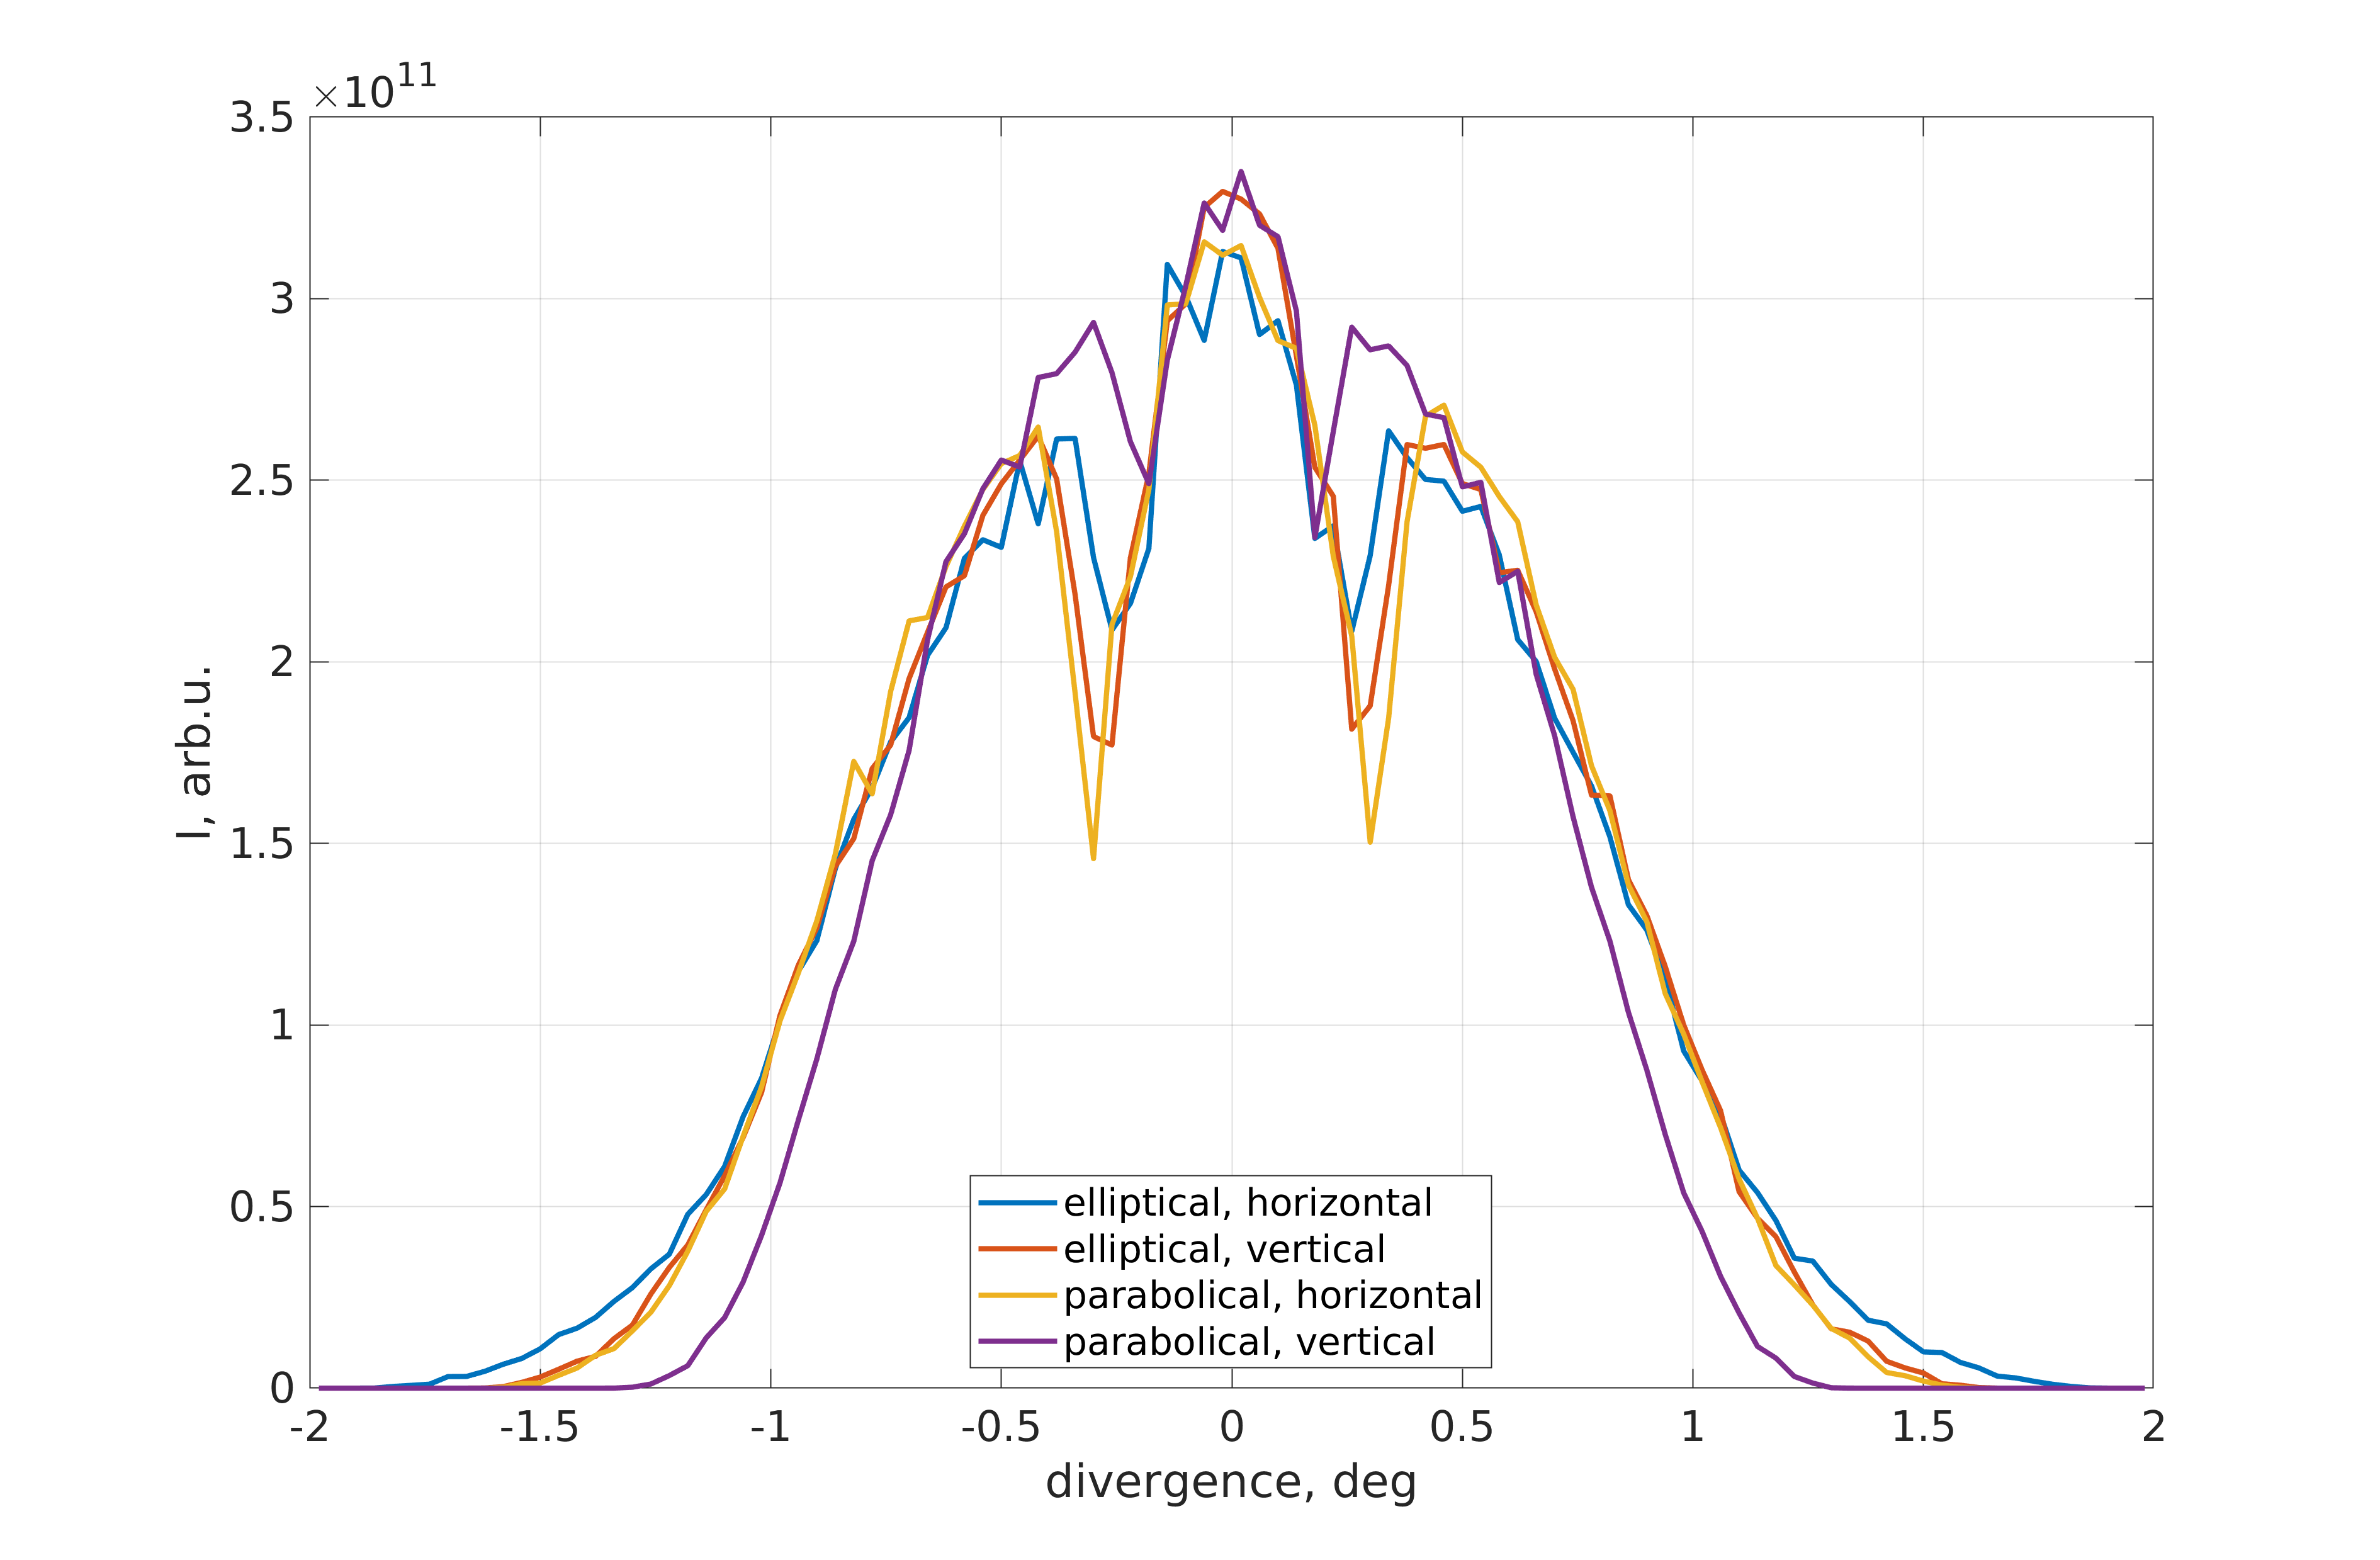 ×10^11
3.5
3
2.5
2
1.5
1
0.5
0
I, arb.u.
elliptical, horizontal
elliptical, vertical
parabolical, horizontal
parabolical, vertical
-2 -1.5 -1 -0.5 0 0.5 1 1.5 2
divergence, deg